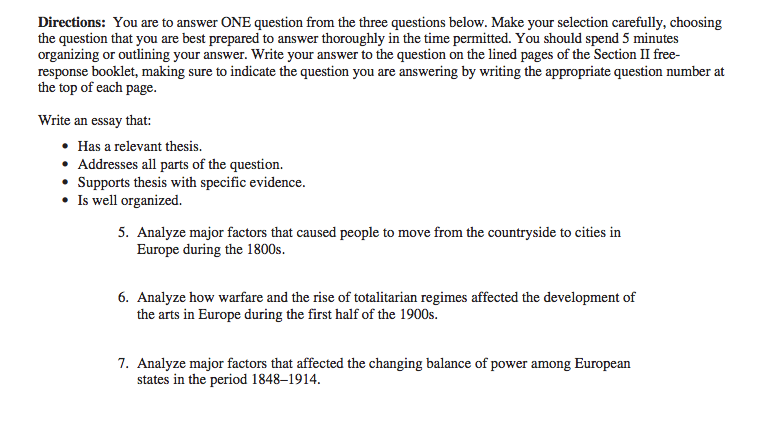 Directions: You are to answer ONE question from the three questions below. Make your selection carefully, choosing
the question that you are best prepared to answer thoroughly in the time permitted. You should spend 5 minutes
organizing or outlining your answer. Write your answer to the question on the lined pages of the Section II free-
response booklet, making sure to indicate the question you are answering by writing the appropriate question number at
the top of each page.
Write an essay that:
• Has a relevant thesis.
• Addresses all parts of the question.
• Supports thesis with specific evidence.
• Is well organized.
5. Analyze major factors that caused people to move from the countryside to cities in
Europe during the 1800s.
6. Analyze how warfare and the rise of totalitarian regimes affected the development of
the arts in Europe during the first half of the 1900s.
7. Analyze major factors that affected the changing balance of power among European
states in the period 1848–1914.